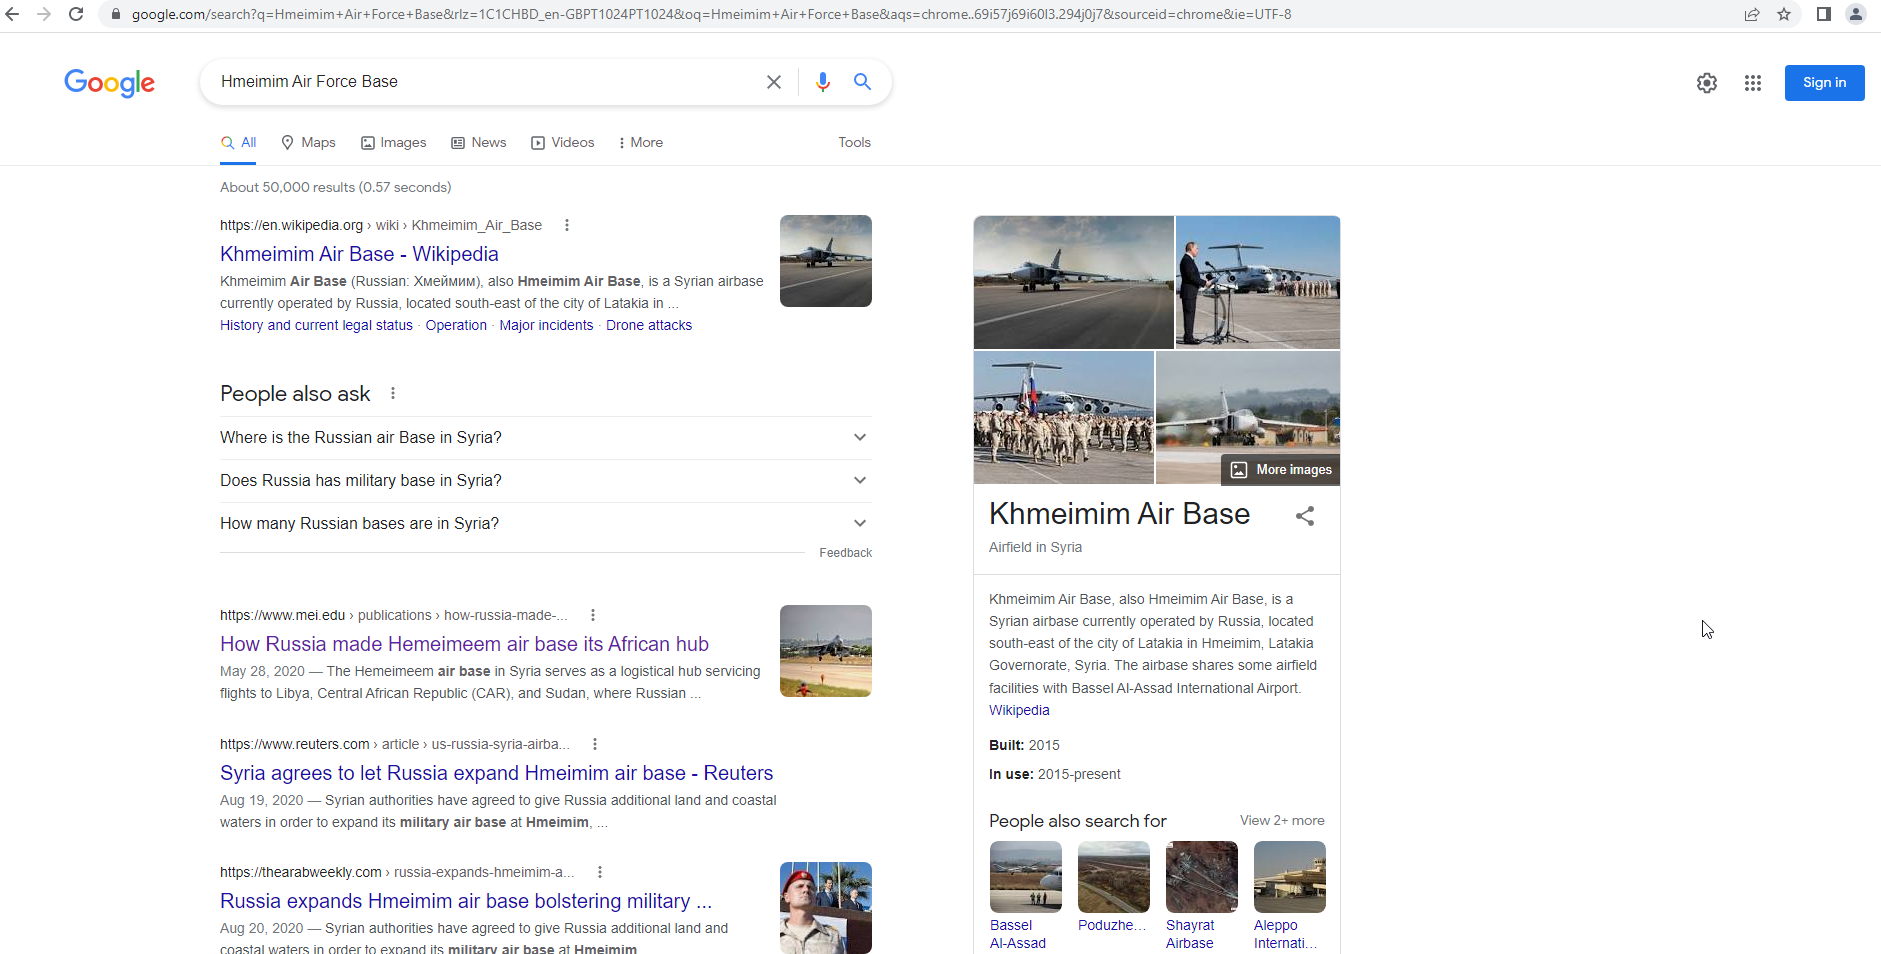 google.com/search?q=Hmeimim+Air+Force+Base&rlz=1C1CHBD_en-GBPT1024PT1024&oq=Hmeimim+Air+Force+Base&aqs=chrome..69i57j69i60l3.294j0j7&sourceid=chrome&ie=UTF-8
Google
Hmeimim Air Force Base
Sign in
All
Maps
Images
News
Videos
More
Tools
About 50,000 results (0.57 seconds)
https://en.wikipedia.org › wiki › Khmeimim_Air_Base
Khmeimim Air Base - Wikipedia
Khmeimim Air Base (Russian: Хмеймим), also Hmeimim Air Base, is a Syrian airbase
currently operated by Russia, located south-east of the city of Latakia in ...
History and current legal status · Operation · Major incidents · Drone attacks
People also ask
Where is the Russian air Base in Syria?
Does Russia has military base in Syria?
How many Russian bases are in Syria?
Feedback
https://www.mei.edu › publications › how-russia-made-...
How Russia made Hemeimeem air base its African hub
May 28, 2020 — The Hemeimeem air base in Syria serves as a logistical hub servicing
flights to Libya, Central African Republic (CAR), and Sudan, where Russian ...
https://www.reuters.com › article › us-russia-syria-airba...
Syria agrees to let Russia expand Hmeimim air base - Reuters
Aug 19, 2020 — Syrian authorities have agreed to give Russia additional land and coastal
waters in order to expand its military air base at Hmeimim, ...
https://thearabweekly.com › russia-expands-hmeimim-a...
Russia expands Hmeimim air base bolstering military ...
Aug 20, 2020 — Syrian authorities have agreed to give Russia additional land and
coastal waters in order to expand its military air base at Hmeimim
More images
Khmeimim Air Base
Airfield in Syria
Khmeimim Air Base, also Hmeimim Air Base, is a
Syrian airbase currently operated by Russia, located
south-east of the city of Latakia in Hmeimim, Latakia
Governorate, Syria. The airbase shares some airfield
facilities with Bassel Al-Assad International Airport.
Wikipedia
Built: 2015
In use: 2015-present
People also search for
View 2+ more
Bassel
Al-Assad
Poduzhe...
Shayrat
Airbase
Aleppo
Internati...